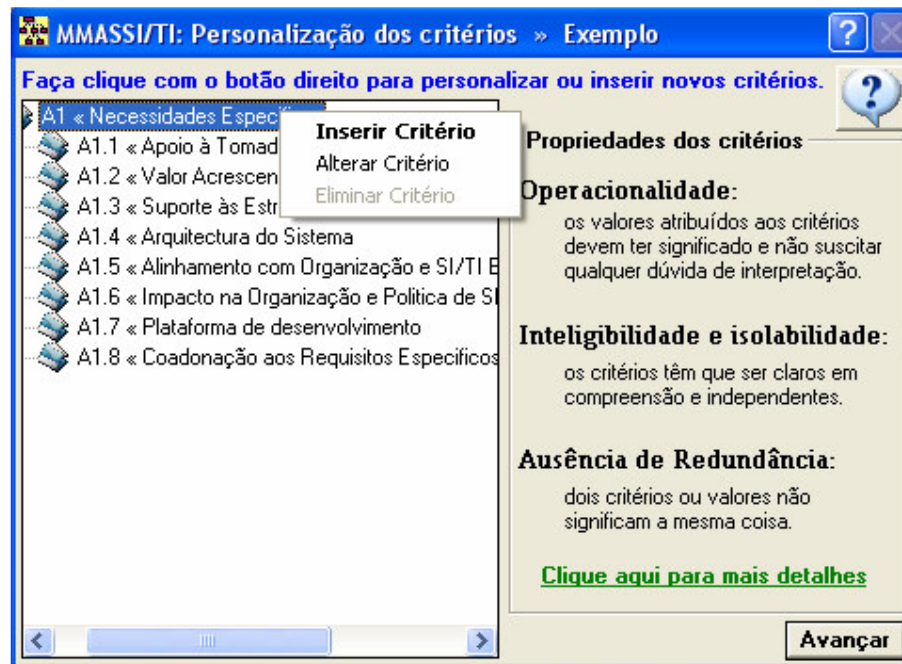 MMASSI/TI: Personalização dos critérios » Exemplo
Faça clique com o botão direito para personalizar ou inserir novos critérios.
A1 « Necessidades
A1.1 « Apoio à
A1.2 « Valor
A1.3 « Suporte às
A1.4 « Arquitectura do Sistema
A1.5 « Alinhamento com Organização e SI/TI
A1.6 « Impacto na Organização e Politica de
A1.7 « Plataforma de desenvolvimento
A1.8 « Coadonação aos Requisitos Especificos
Inserir Critério
Alterar Critério
Eliminar Critério
Propriedades dos critérios
Operacionalidade:
os valores atribuídos aos critérios
devem ter significado e não suscitar
qualquer dúvida de interpretação.
Inteligibilidade e isolabilidade:
os critérios têm que ser claros em
compreensão e independentes.
Ausência de Redundância:
dois critérios ou valores não
significam a mesma coisa.
Clique aqui para mais detalhes
Avançar